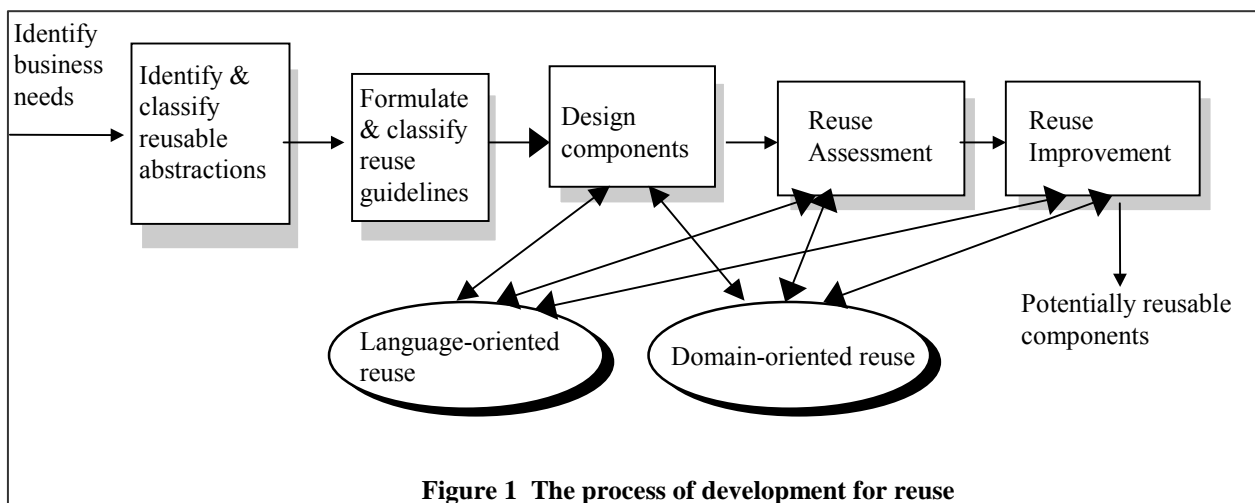 Identify
business
needs
Identify &
classify
reusable
abstractions
Formulate
& classify
reuse
guidelines
Design
components
Reuse
Assessment
Reuse
Improvement
Language-oriented
reuse
Domain-oriented reuse
Potentially reusable
components
Figure 1 The process of development for reuse